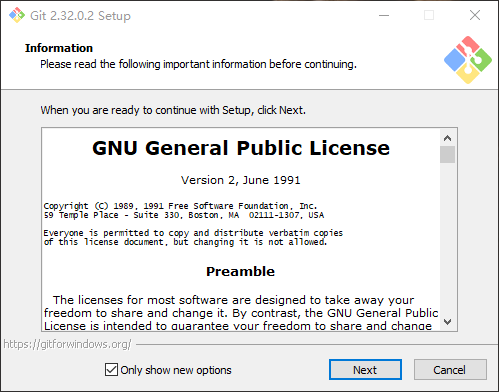 Git 2.32.0.2 Setup
Information
Please read the following important information before continuing.
When you are ready to continue with Setup, click Next.
GNU General Public License
Version 2, June 1991
Copyright (C) 1989, 1991 Free Software Foundation, Inc.
59 Temple Place - Suite 330, Boston, MA  02111-1307, USA
Everyone is permitted to copy and distribute verbatim copies
of this license document, but changing it is not allowed.
Preamble
The licenses for most software are designed to take away your
freedom to share and change it. By contrast, the GNU General Public
License is intended to guarantee your freedom to share and change
https://gitforwindows.org/
Only show new options
Next
Cancel